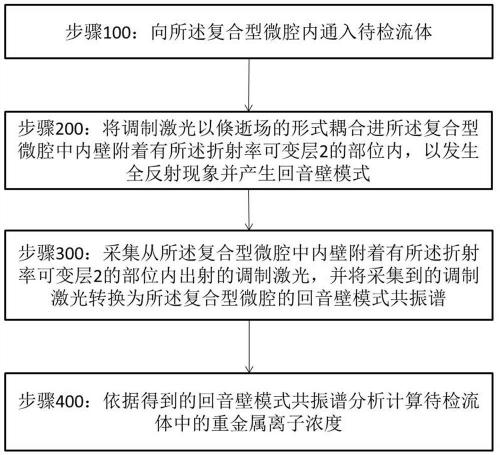 步骤100：向所述复合型微腔内通入待检流体
步骤200：将调制激光以倏逝场的形式耦合进所述复合型
微腔中内壁附着有所述折射率可变层2的部位内，以发生
全反射现象并产生回音壁模式
步骤300：采集从所述复合型微腔中内壁附着有所述折射
率可变层2的部位内出射的调制激光，并将采集到的调制
激光转换为所述复合型微腔的回音壁模式共振谱
步骤400：依据得到的回音壁模式共振谱分析计算待检流
体中的重金属离子浓度